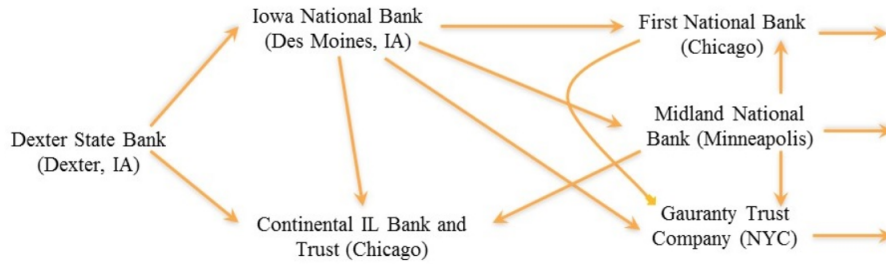 Iowa National Bank
(Des Moines, IA)
First National Bank
(Chicago)
Dexter State Bank
(Dexter, IA)
Midland National
Bank (Minneapolis)
Continental IL Bank and
Trust (Chicago)
Gauranty Trust
Company (NYC)